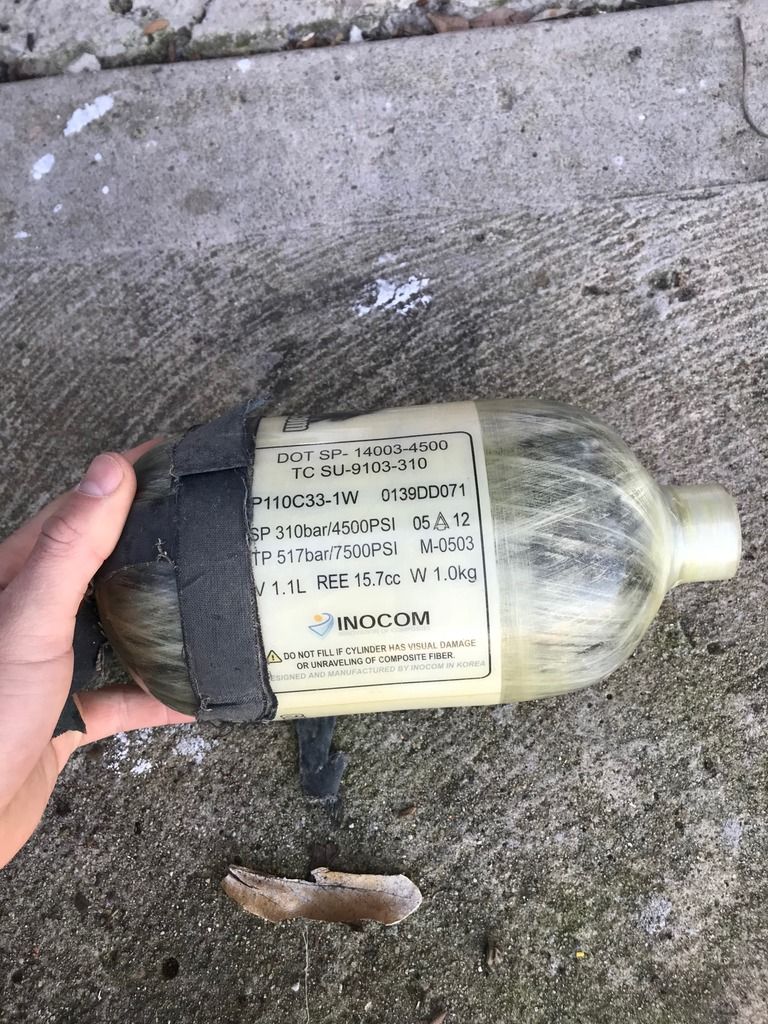 DOT SP- 14003-4500
TC SU-9103-310
P110C33-1W 0139DD071
SP 310bar/4500PSI 05 12
TP 517bar/7500PSI M-0503
V 1.1L REE 15.7cc W 1.0kg
INOCOM
DO NOT FILL IF CYLINDER HAS VISUAL DAMAGE
OR UNRAVELING OF COMPOSITE FIBER.
ESIGNED AND MANUFACTURED BY INOCOM IN KOREA